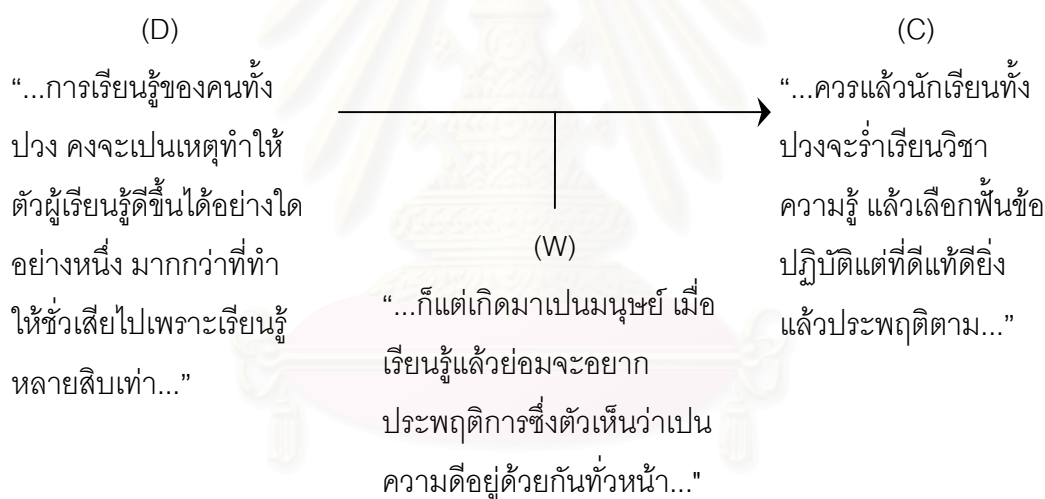 (D)
“...การเรียนรู้ของคนทั้ง
ปวง คงจะเปนเหตุทำให้
ตัวผู้เรียนรู้ดีขึ้นได้อย่างใด
อย่างหนึ่ง มากกว่าที่ทำ
ให้ชั่วเสียไปเพราะเรียนรู้
หลายสิบเท่า...”
(W)
“...ก็แต่เกิดมาเปนมนุษย์ เมื่อ
เรียนรู้แล้วย่อมจะอยาก
ประพฤติการซึ่งตัวเห็นว่าเปน
ความดีอยู่ด้วยกันทั่วหน้า..."
(C)
“...ควรแล้วนักเรียนทั้ง
ปวงจะร่ำเรียนวิชา
ความรู้ แล้วเลือกฟั้นข้อ
ปฏิบัติแต่ที่ดีแท้ดียิ่ง
แล้วประพฤติตาม...”